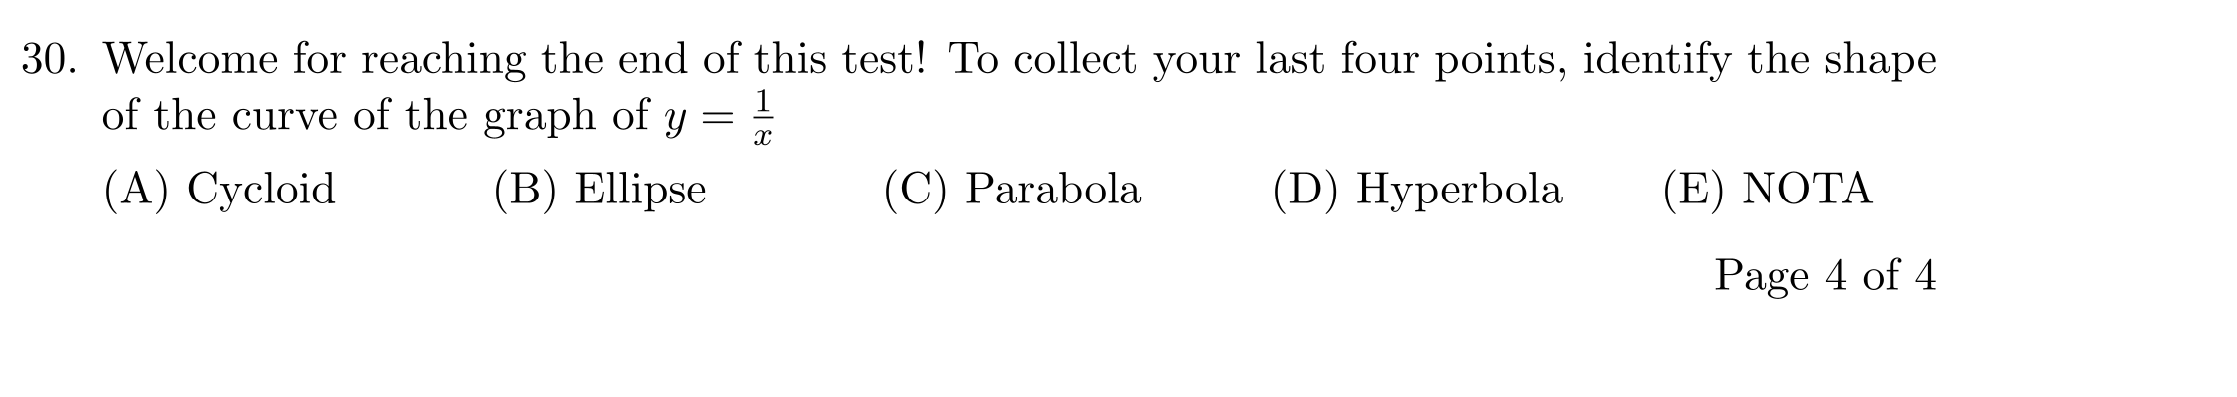 30. Welcome for reaching the end of this test! To collect your last four points, identify the shape
of the curve of the graph of y = 1/x
(A) Cycloid (B) Ellipse (C) Parabola (D) Hyperbola (E) NOTA
Page 4 of 4